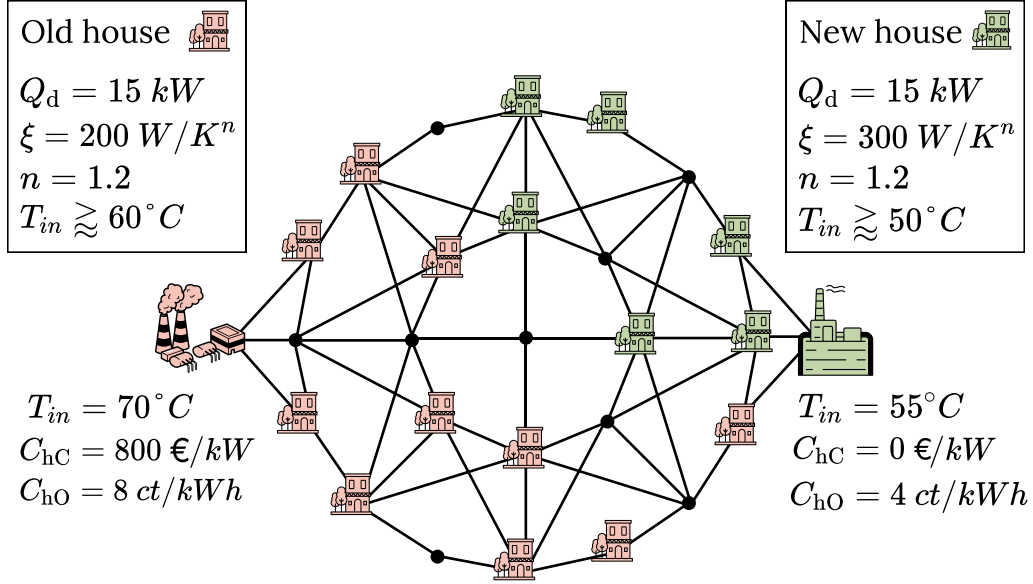 Old house
Q_d = 15 kW
ξ = 200 W/K^n
n = 1.2
T_in ⪆ 60°C
New house
Q_d = 15 kW
ξ = 300 W/K^n
n = 1.2
T_in ⪆ 50°C
T_in = 70°C
C_hC = 800 €/kW
C_hO = 8 ct/kWh
T_in = 55°C
C_hC = 0 €/kW
C_hO = 4 ct/kWh